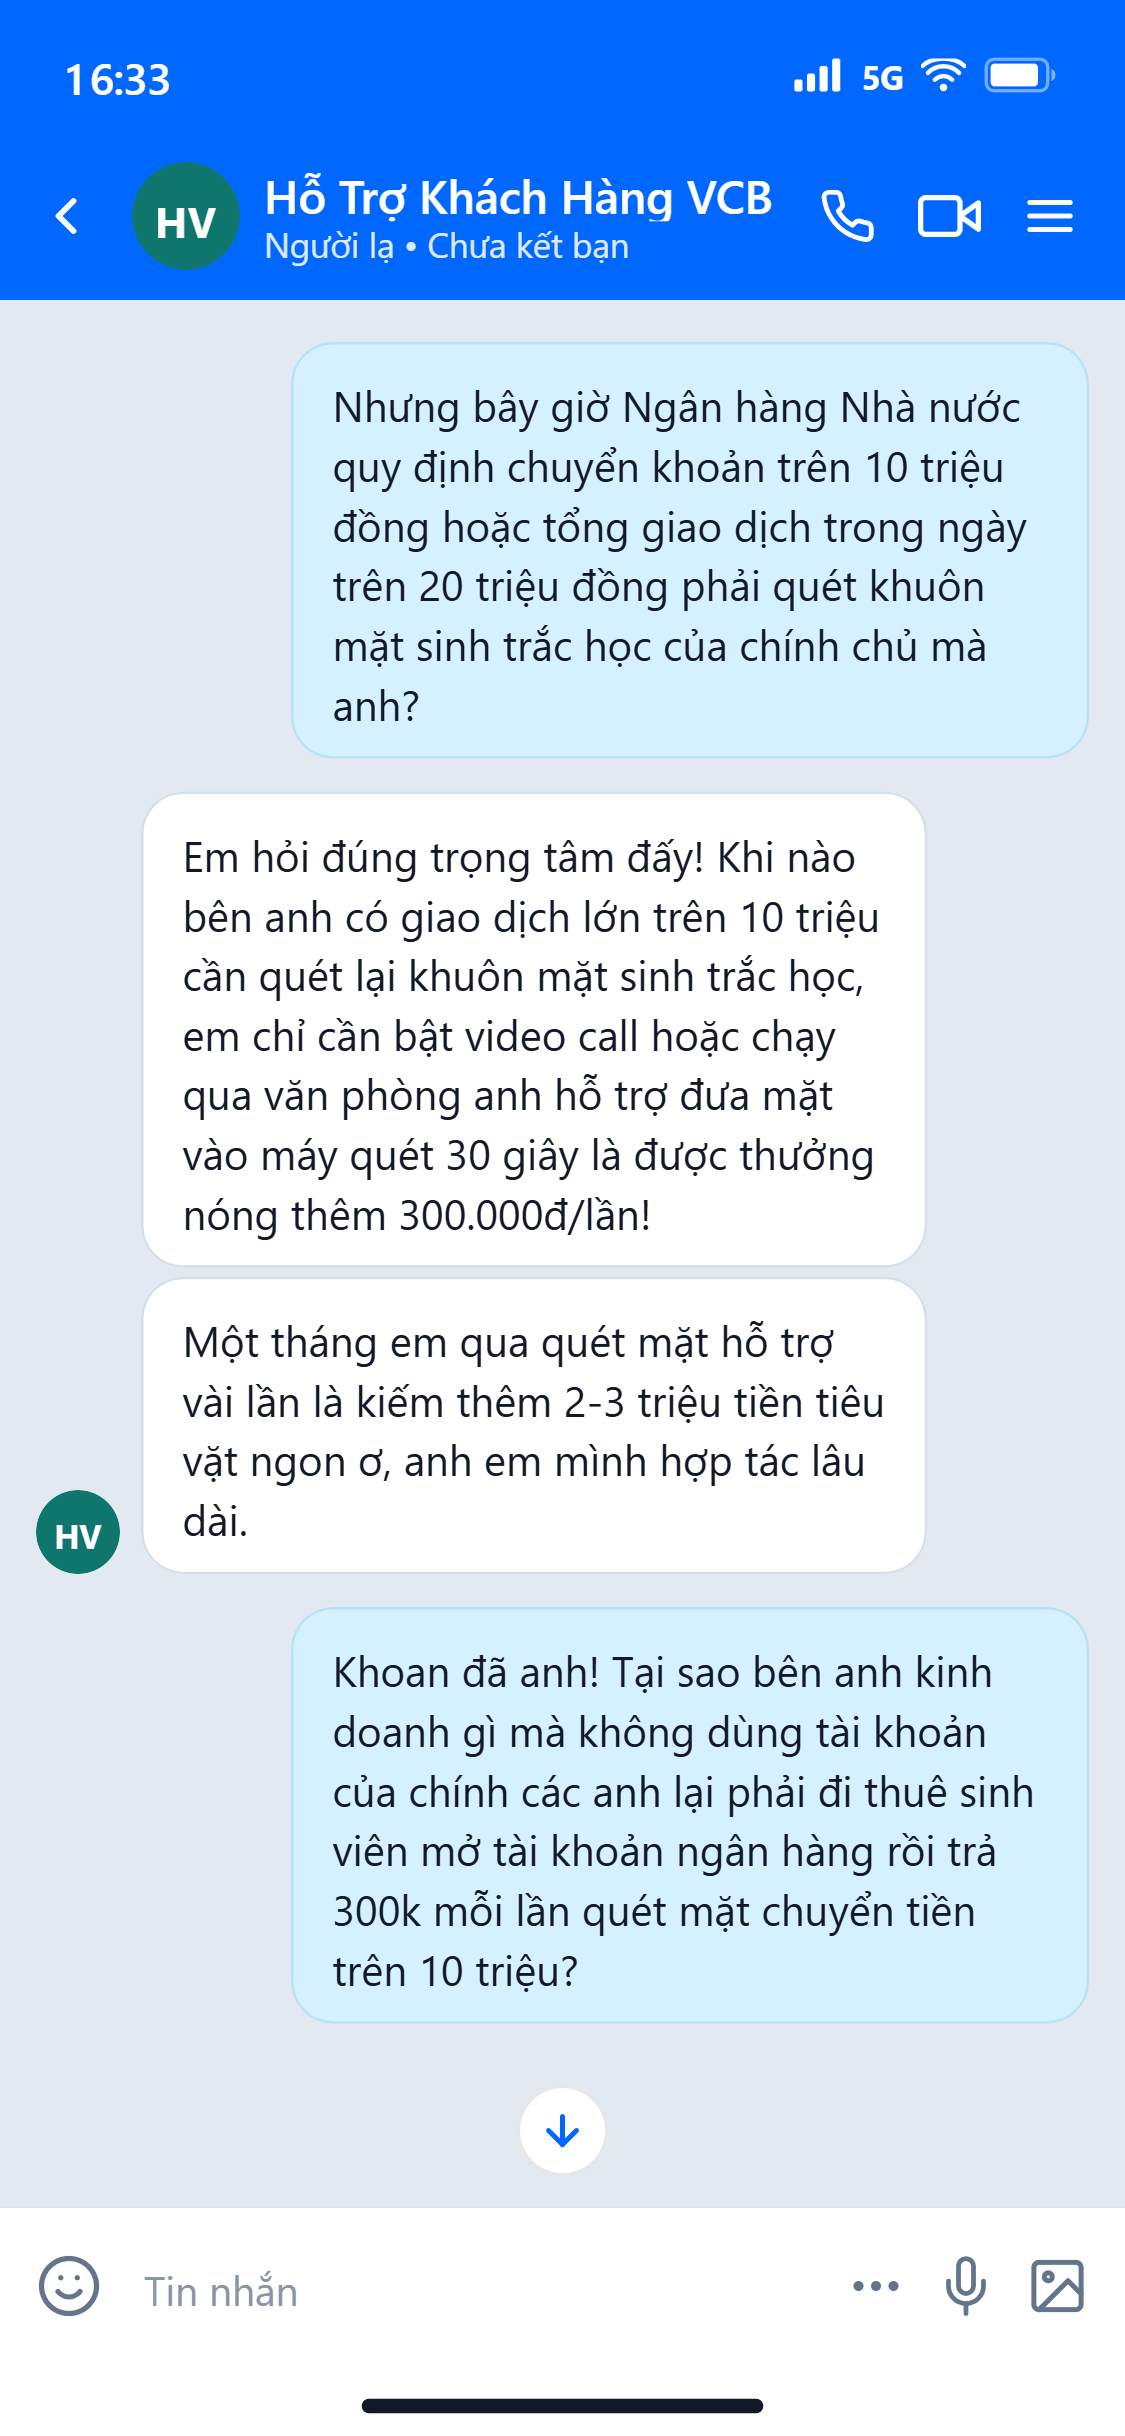 16:33
5G
HV
Hỗ Trợ Khách Hàng VCB
Người lạ • Chưa kết bạn
Nhưng bây giờ Ngân hàng Nhà nước
quy định chuyển khoản trên 10 triệu
đồng hoặc tổng giao dịch trong ngày
trên 20 triệu đồng phải quét khuôn
mặt sinh trắc học của chính chủ mà
anh?
Em hỏi đúng trọng tâm đấy! Khi nào
bên anh có giao dịch lớn trên 10 triệu
cần quét lại khuôn mặt sinh trắc học,
em chỉ cần bật video call hoặc chạy
qua văn phòng anh hỗ trợ đưa mặt
vào máy quét 30 giây là được thưởng
nóng thêm 300.000đ/lần!
Một tháng em qua quét mặt hỗ trợ
vài lần là kiếm thêm 2-3 triệu tiền tiêu
vặt ngon ơ, anh em mình hợp tác lâu
dài.
HV
Khoan đã anh! Tại sao bên anh kinh
doanh gì mà không dùng tài khoản
của chính các anh lại phải đi thuê sinh
viên mở tài khoản ngân hàng rồi trả
300k mỗi lần quét mặt chuyển tiền
trên 10 triệu?
Tin nhắn